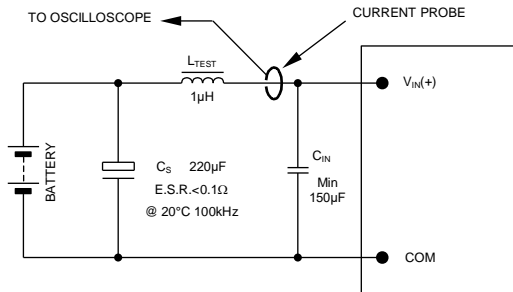 TO OSCILLOSCOPE
CURRENT PROBE
LTEST
1µH
VIN(+)
BATTERY
CS 220µF
E.S.R.<0.1Ω
@ 20°C 100kHz
CIN
Min
150µF
COM